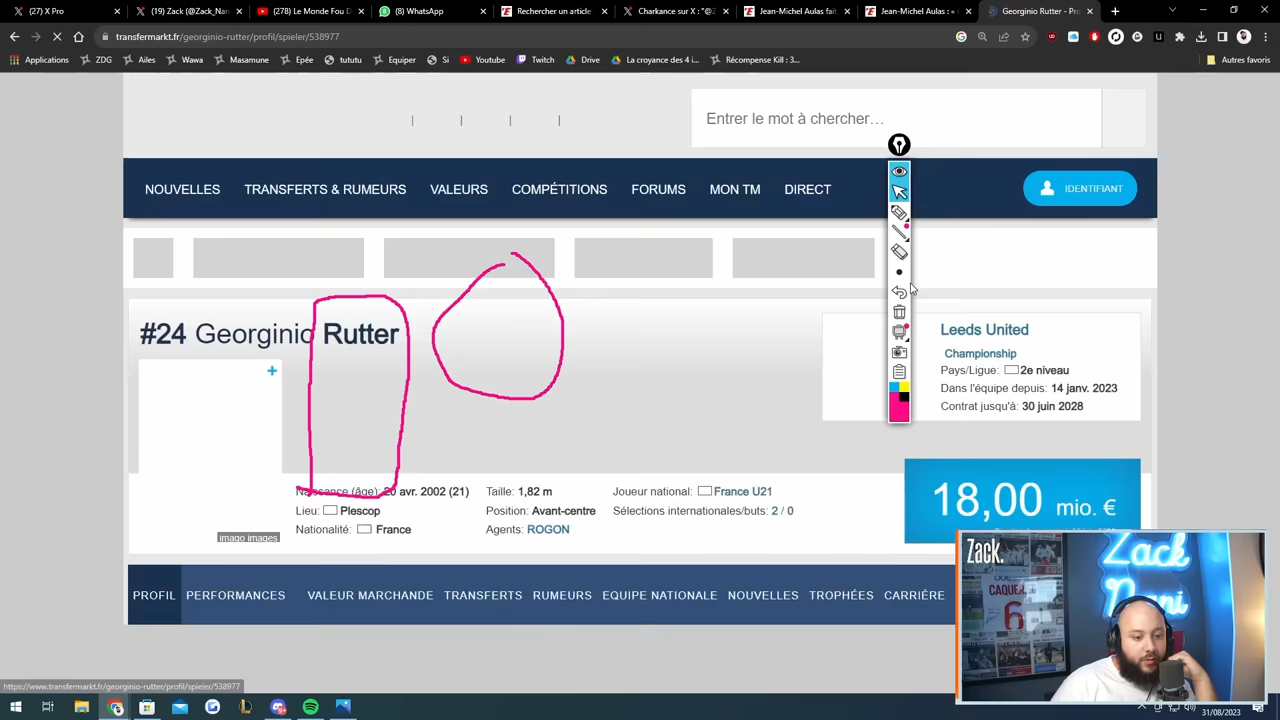 (27) X Pro
(19) Zack (@Zack_Nan
(278) Le Monde Fou D
(8) WhatsApp
Rechercher un article
Charkance sur X : "@Z
Jean-Michel Aulas fait
Jean-Michel Aulas : «
Georginio Rutter - Pro
transfermarkt.fr/georginio-rutter/profil/spieler/538977
Applications
ZDG
Ailes
Wawa
Masamune
Epée
tututu
Equiper
Si
Youtube
Twitch
Drive
La croyance des 4 i...
Récompense Kill : 3...
Autres favoris
Entrer le mot à chercher…
NOUVELLES TRANSFERTS & RUMEURS VALEURS COMPÉTITIONS FORUMS MON TM DIRECT
IDENTIFIANT
#24 Georginio Rutter
Leeds United
Championship
Pays/Ligue: 2e niveau
Dans l'équipe depuis: 14 janv. 2023
Contrat jusqu'à: 30 juin 2028
Naissance (âge): 20 avr. 2002 (21)
Lieu: Plescop
Nationalité: France
Taille: 1,82 m
Position: Avant-centre
Agents: ROGON
Joueur national: France U21
Sélections internationales/buts: 2 / 0
18,00 mio. €
imago images
PROFIL PERFORMANCES VALEUR MARCHANDE TRANSFERTS RUMEURS EQUIPE NATIONALE NOUVELLES TROPHÉES CARRIÈRE
Zack.
Zack
Nani
CAQUE
6
https://www.transfermarkt.fr/georginio-rutter/profil/spieler/538977
31/08/2023